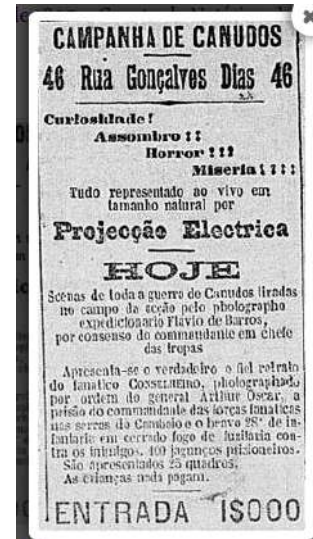 CAMPANHA DE CANUDOS
46 Rua Gonçalves Dias 46
Curiosidade!
Assombro !!
Horror !!!
Miseria !!!!
Tudo representado ao vivo em
tamanho natural por
Projecção Electrica
HOJE
Scenas de toda a guerra de Canudos tiradas
no campo da acção pelo photographo
expedicionario Flavio de Barros,
por consenso do commandante em chefe
das tropas
Apresenta-se o verdadeiro e fiel retrato
do fanatico CONSELHEIRO, photographado
por ordem do general Arthur Oscar, a
prisão do commandante das forças fanaticas
nas serras do Cambaio e o bravo 28º de in-
fantaria em cerrado fogo de fuzilaria con-
tra os inimigos. 400 jagunços prisioneiros.
São apresentados 25 quadros.
As crianças nada pagam.
ENTRADA 1$000